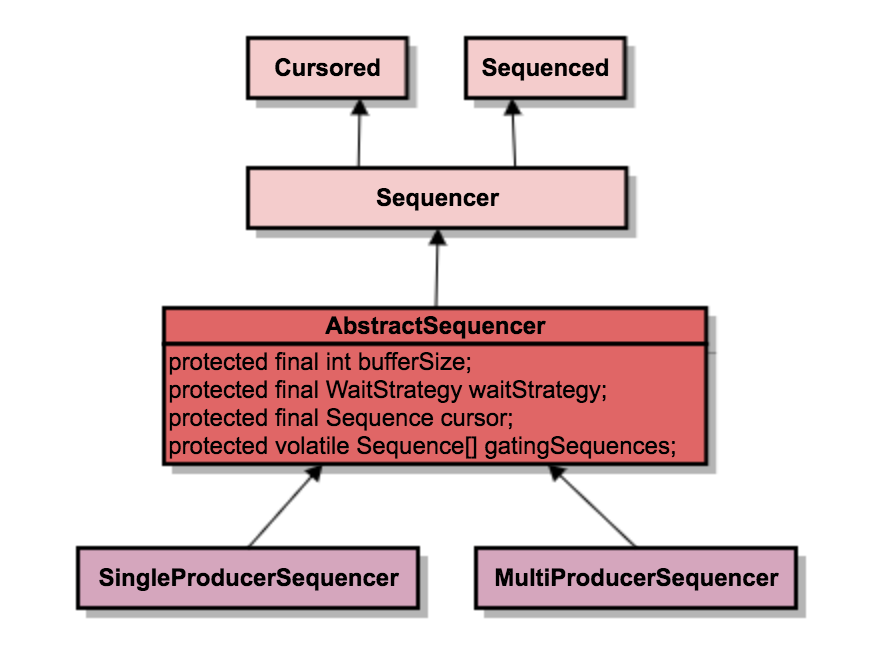 Cursored
Sequenced
Sequencer
AbstractSequencer
protected final int bufferSize;
protected final WaitStrategy waitStrategy;
protected final Sequence cursor;
protected volatile Sequence[] gatingSequences;
SingleProducerSequencer
MultiProducerSequencer